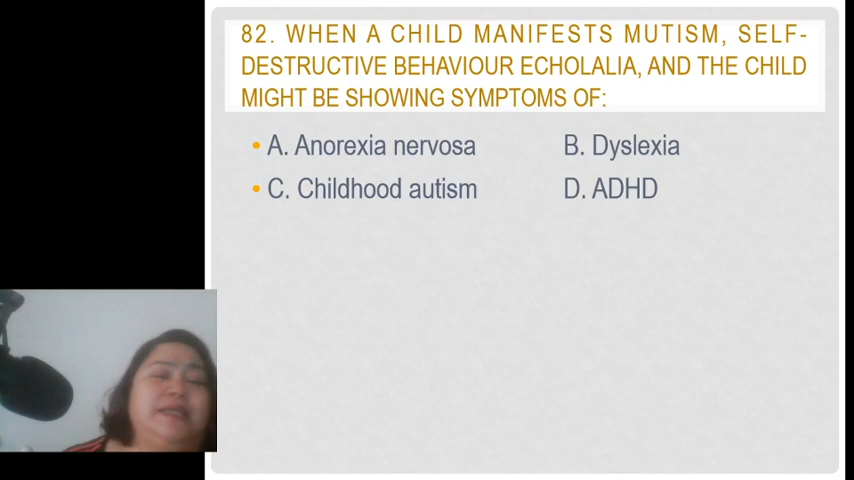 82. WHEN A CHILD MANIFESTS MUTISM, SELF-
DESTRUCTIVE BEHAVIOUR ECHOLALIA, AND THE CHILD
MIGHT BE SHOWING SYMPTOMS OF:
• A. Anorexia nervosa B. Dyslexia
• C. Childhood autism D. ADHD